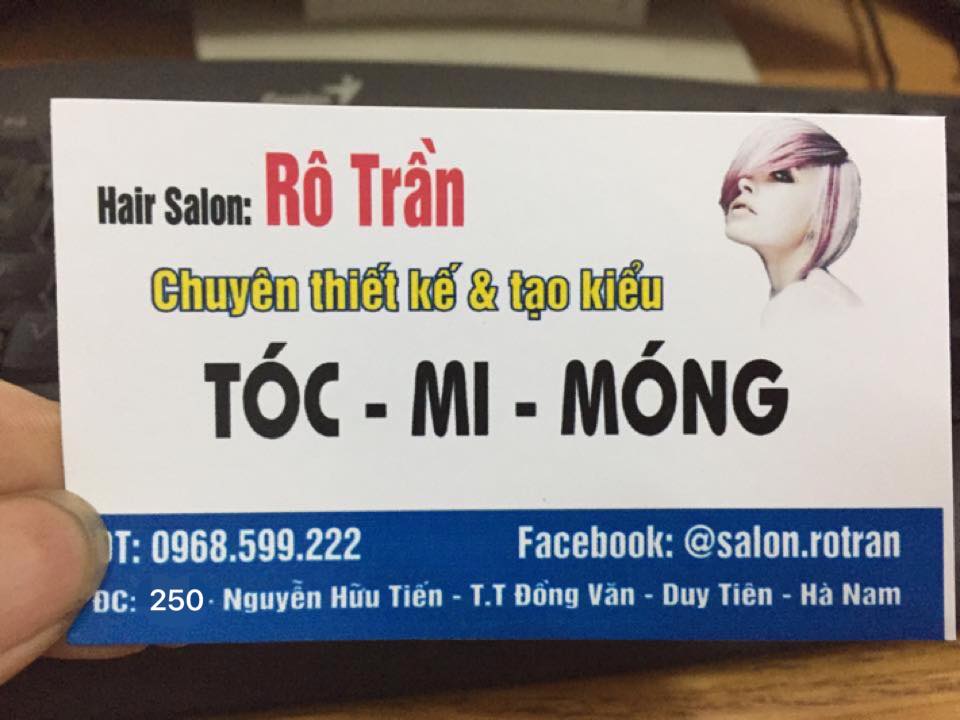 Hair Salon: Rô Trần
Chuyên thiết kế & tạo kiểu
TÓC - MI - MÓNG
ĐT: 0968.599.222 Facebook: @salon.rotran
ĐC: 250 · Nguyễn Hữu Tiến - T.T Đồng Văn - Duy Tiên - Hà Nam